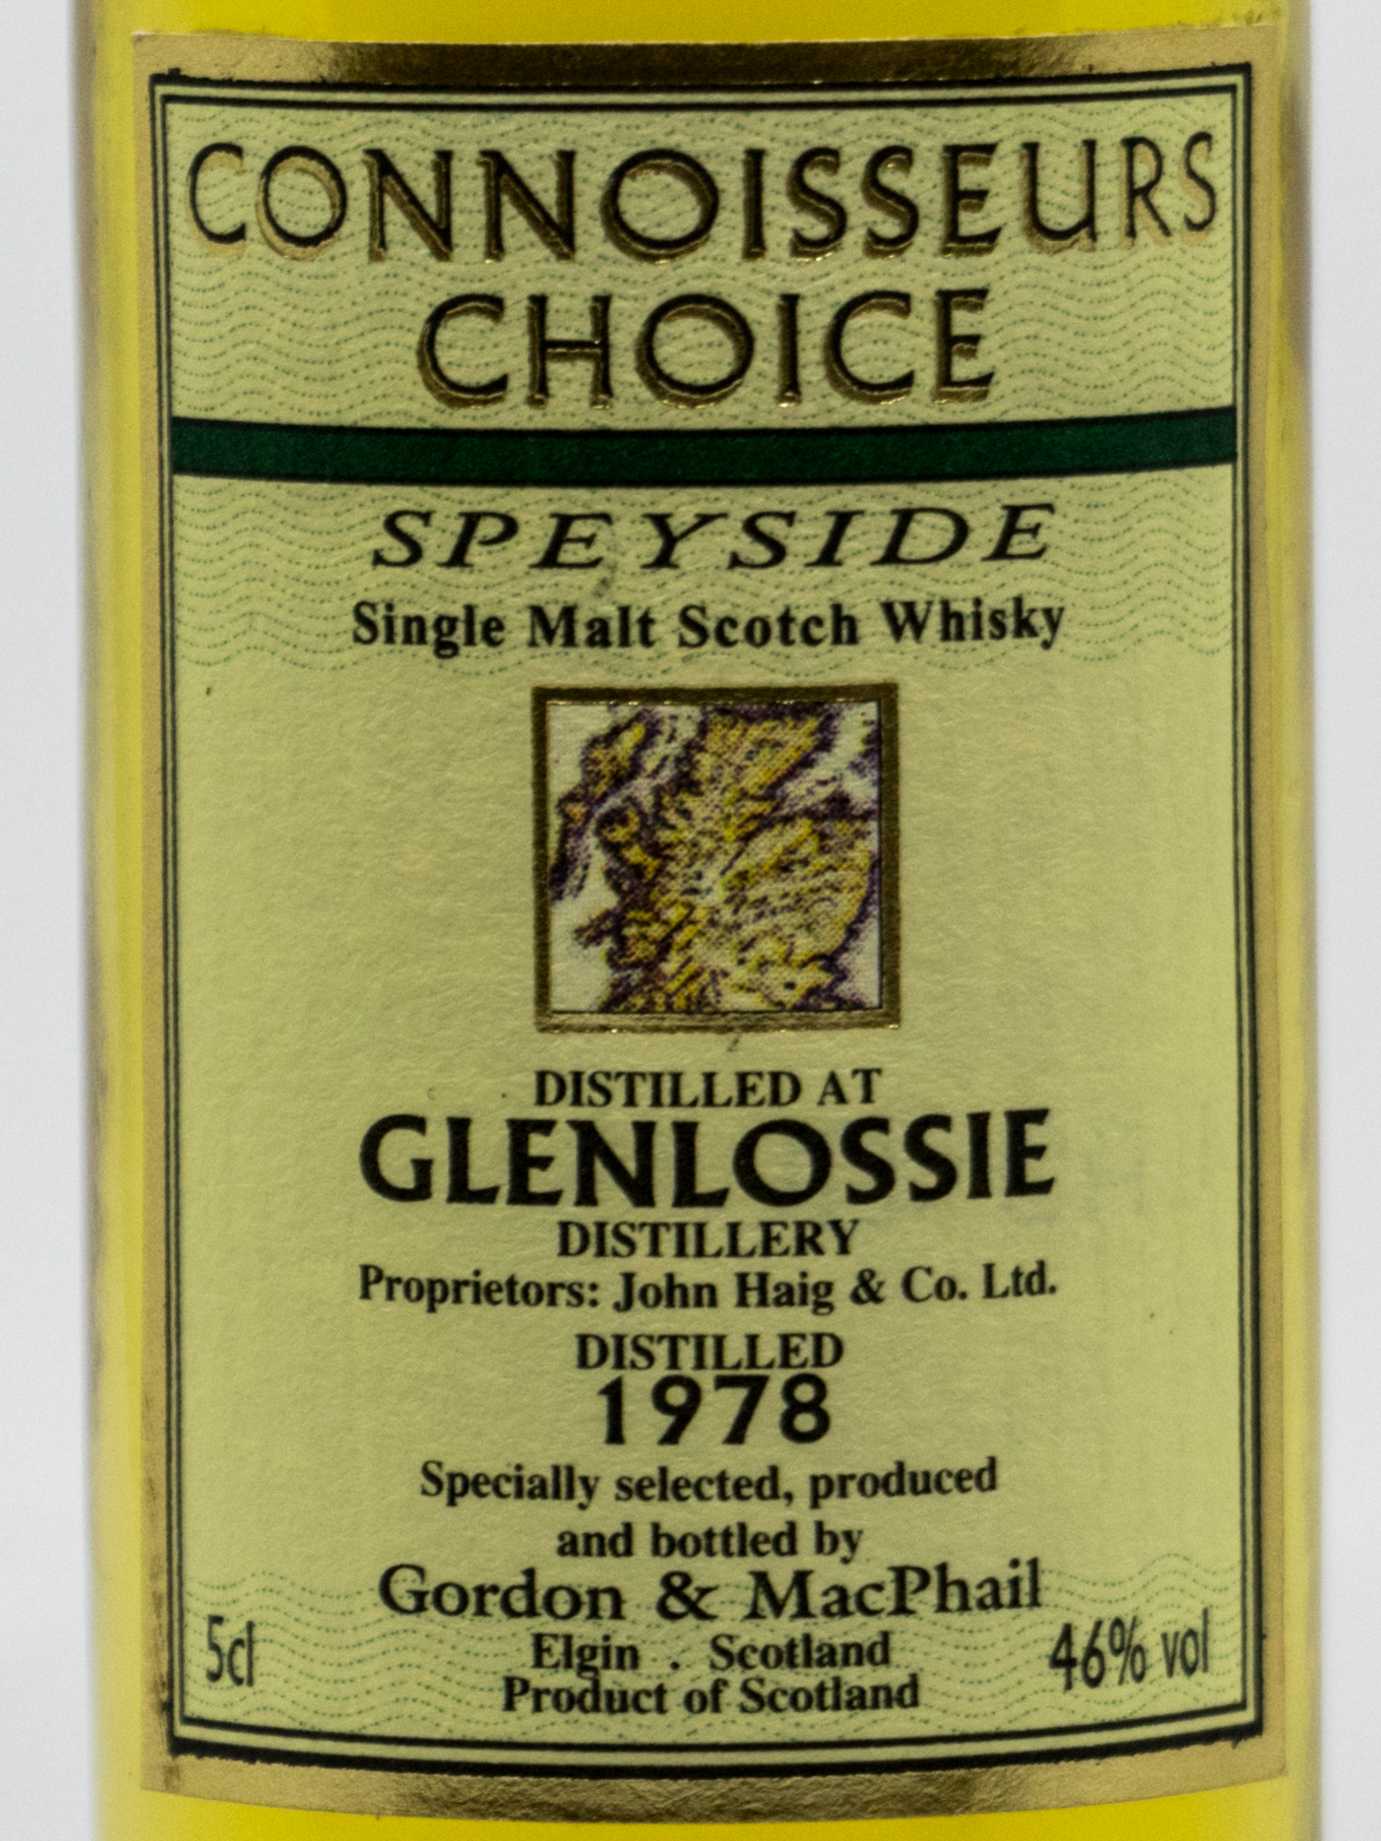 CONNOISSEURS
CHOICE
SPEYSIDE
Single Malt Scotch Whisky
DISTILLED AT
GLENLOSSIE
DISTILLERY
Proprietors: John Haig & Co. Ltd.
DISTILLED
1978
Specially selected, produced
and bottled by
Gordon & MacPhail
5cl
Elgin . Scotland
46% vol
Product of Scotland